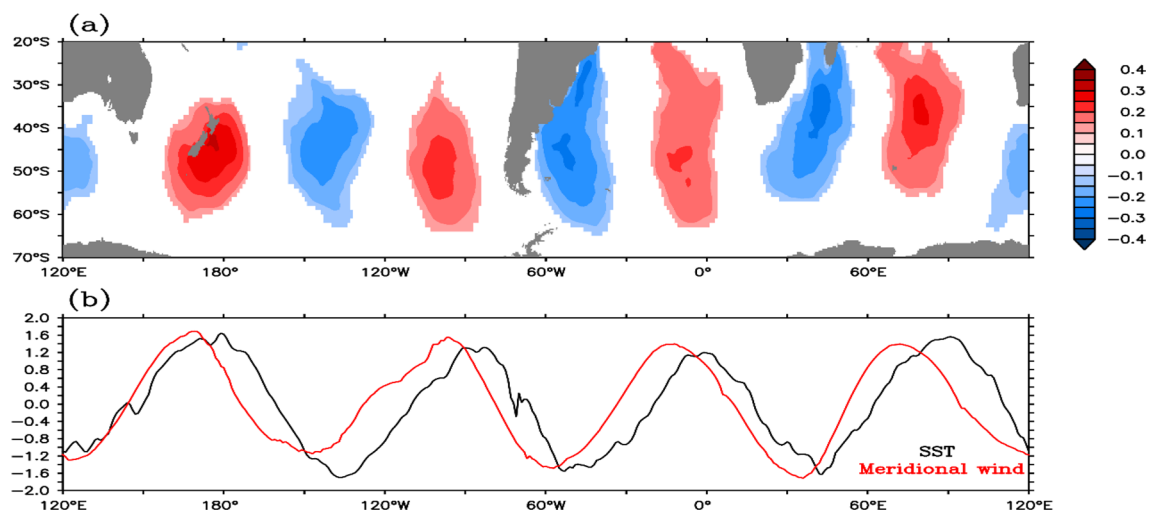 (a)
20°S
30°S
40°S
50°S
60°S
70°S
120°E 180° 120°W 60°W 0° 60°E
0.4
0.3
0.2
0.1
0.0
−0.1
−0.2
−0.3
−0.4
(b)
2.0
1.6
1.2
0.8
0.4
0.0
−0.4
−0.8
−1.2
−1.6
−2.0
SST
Meridional wind
120°E 180° 120°W 60°W 0° 60°E 120°E